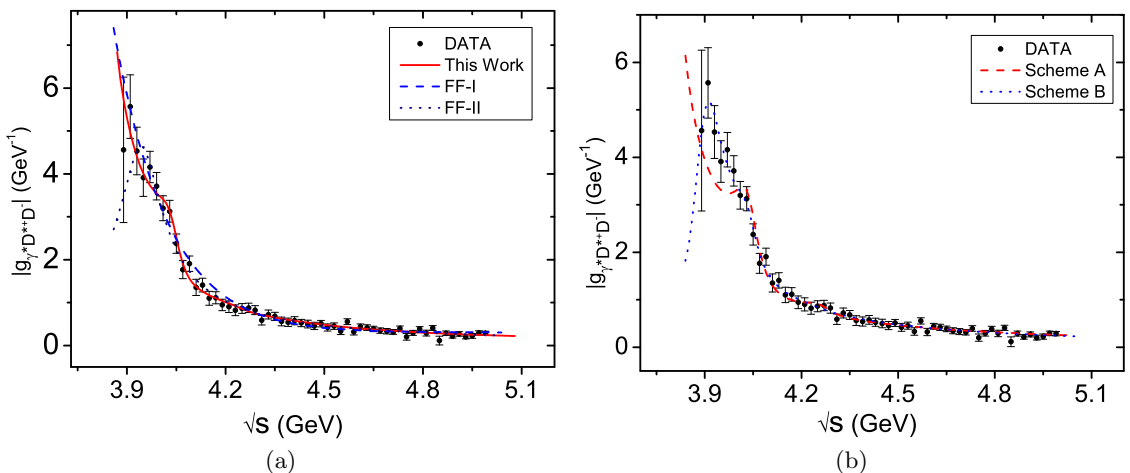 |g_γ*D*+D-| (GeV⁻¹)
6
4
2
0
3.9 4.2 4.5 4.8 5.1
√s (GeV)
DATA
This Work
FF-I
FF-II
(a)
|g_γ*D*+D-| (GeV⁻¹)
6
4
2
0
3.9 4.2 4.5 4.8 5.1
√s (GeV)
DATA
Scheme A
Scheme B
(b)